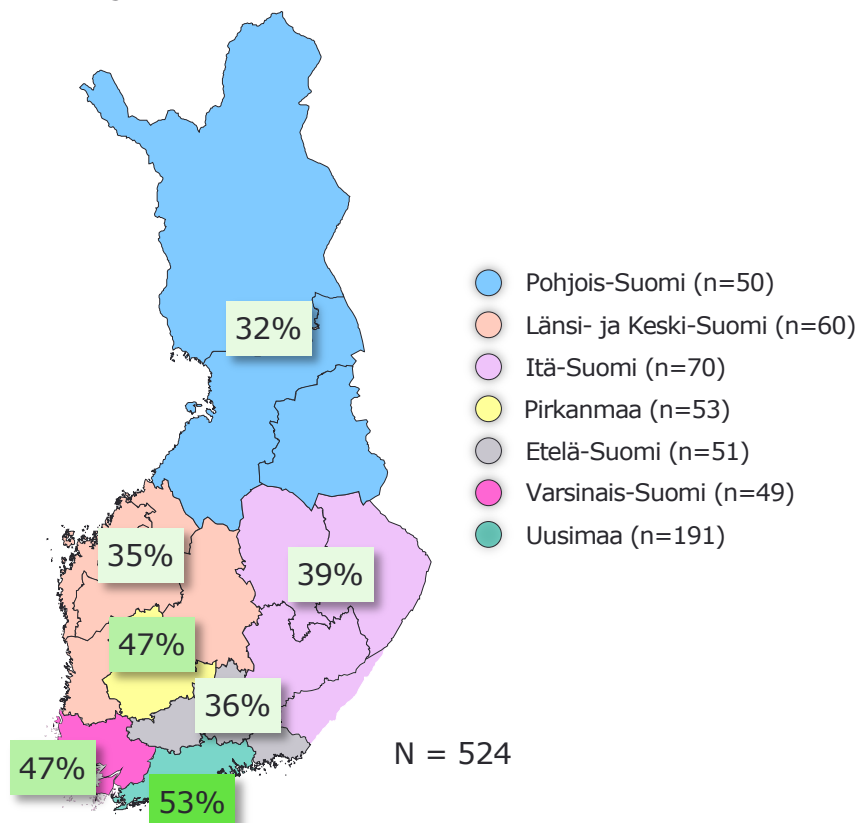 32%
35%
39%
47%
36%
47%
53%
N = 524
Pohjois-Suomi (n=50)
Länsi- ja Keski-Suomi (n=60)
Itä-Suomi (n=70)
Pirkanmaa (n=53)
Etelä-Suomi (n=51)
Varsinais-Suomi (n=49)
Uusimaa (n=191)